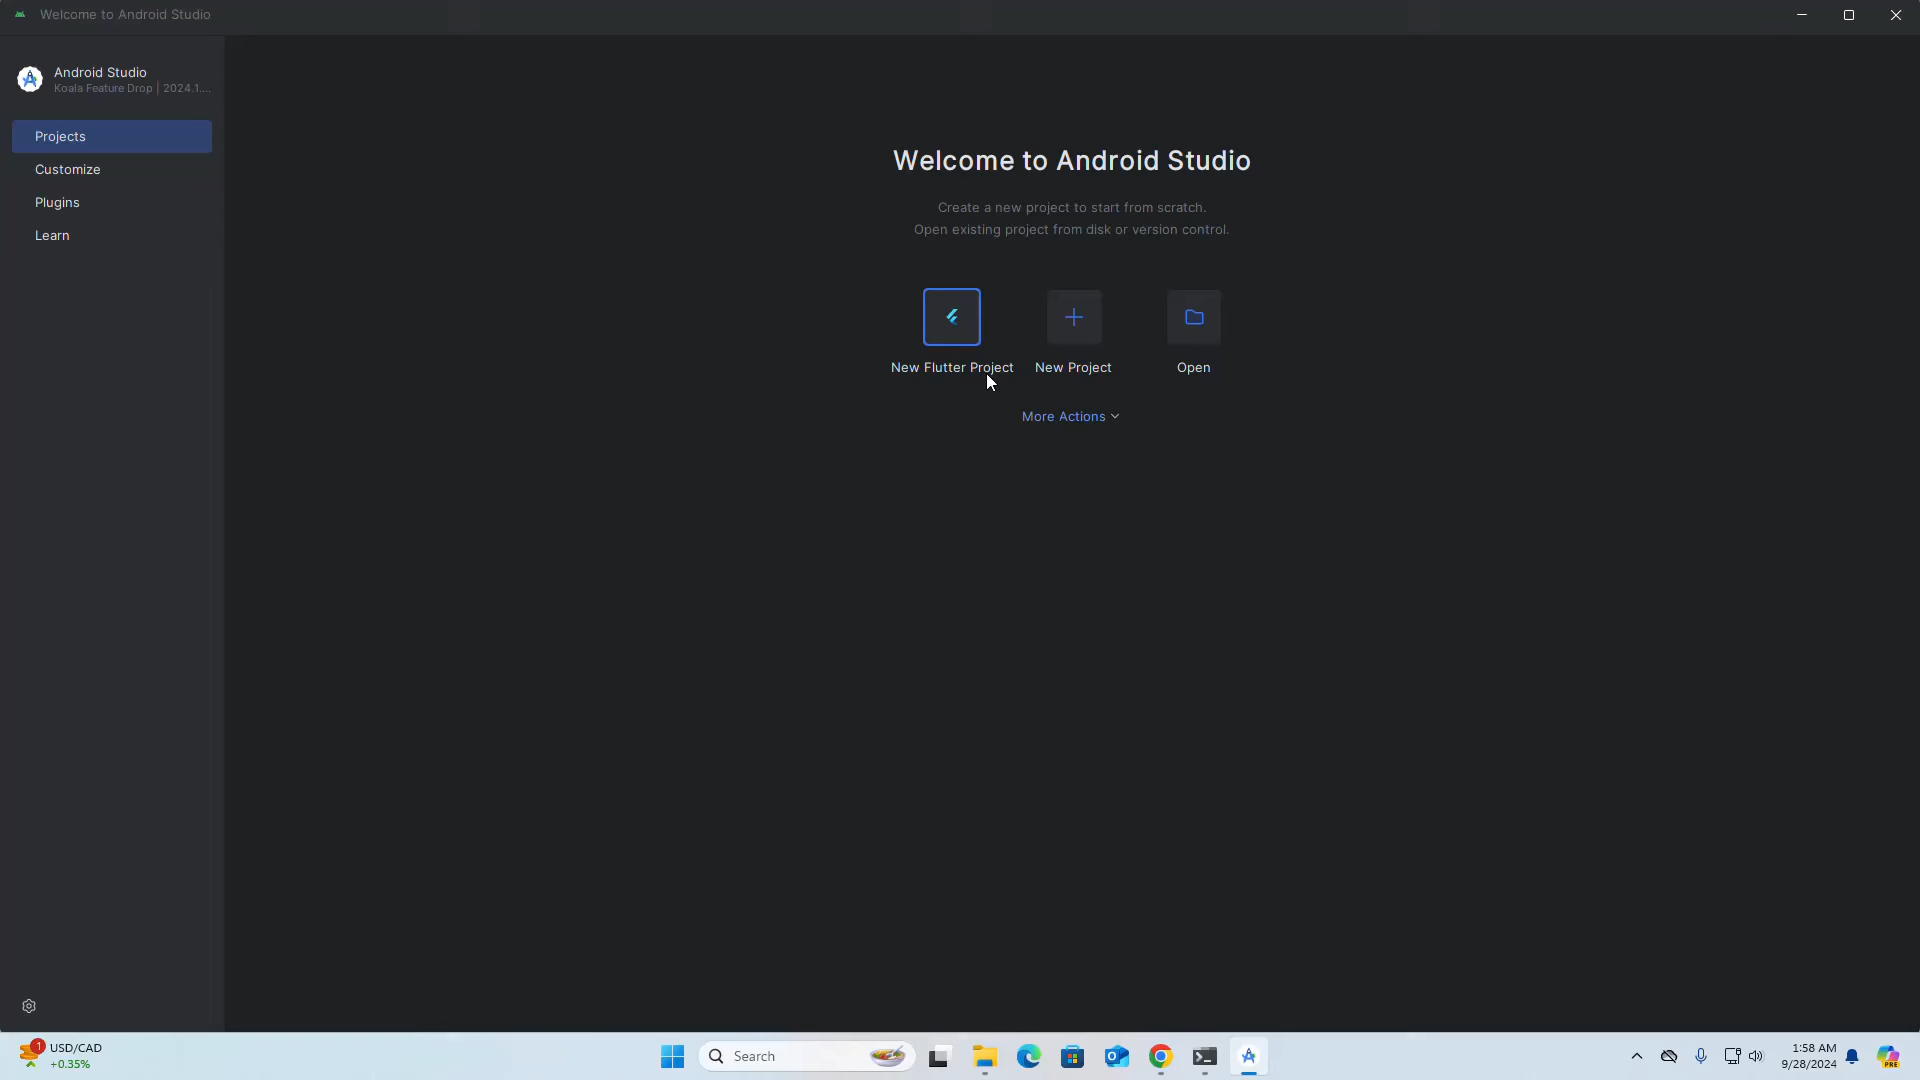 Welcome to Android Studio
Android Studio
Koala Feature Drop | 2024.1....
Projects
Customize
Plugins
Learn
Welcome to Android Studio
Create a new project to start from scratch.
Open existing project from disk or version control.
New Flutter Project
New Project
Open
More Actions
1
USD/CAD
+0.35%
Search
1:58 AM
9/28/2024
PRE